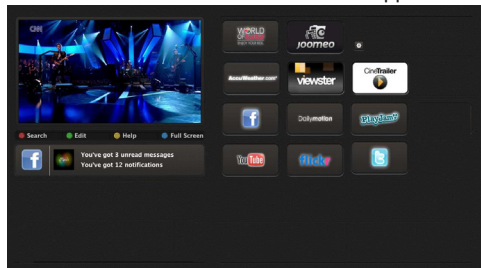 CNN
Search
Edit
Help
Full Screen
You've got 3 unread messages
You've got 12 notifications
WORLD
JOOMEO
AccuWeather.com
viewster
CineTrailer
f
Dailymotion
PlayJam
YouTube
flickr
t